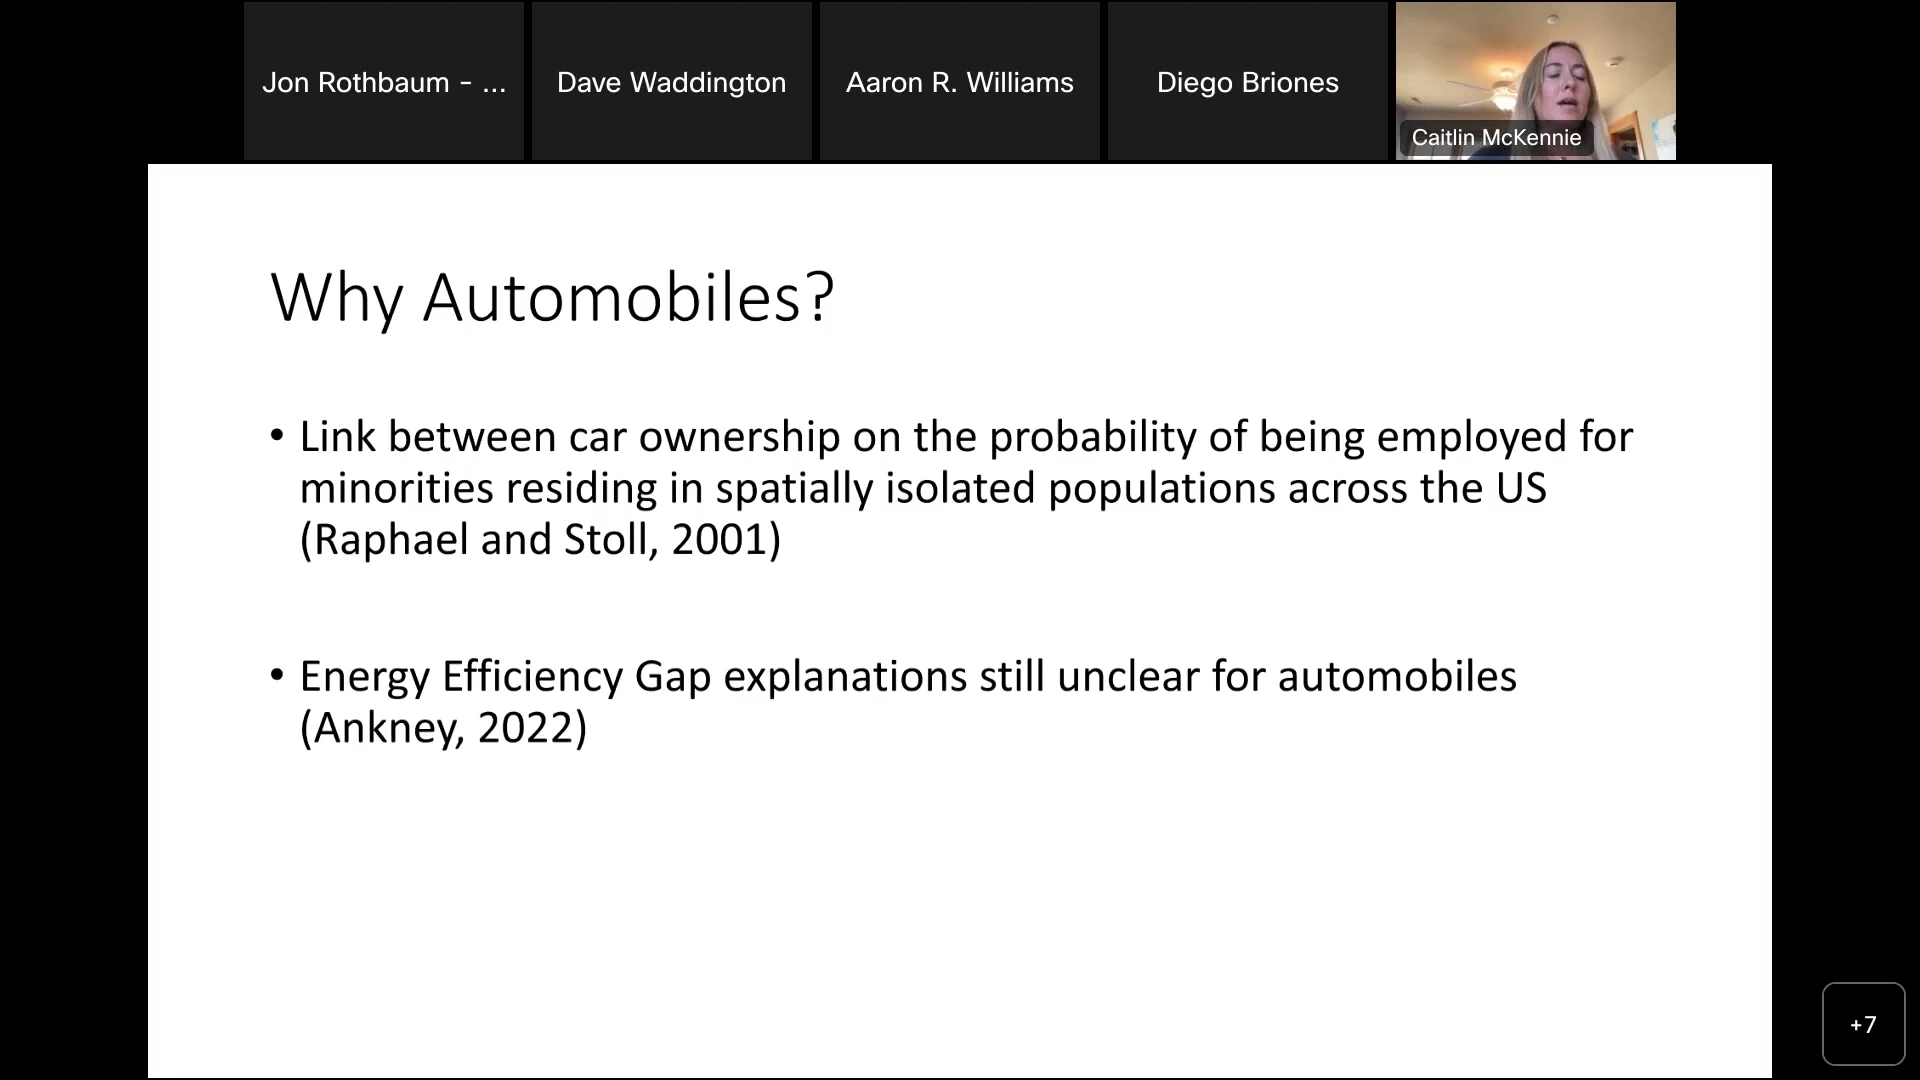 Jon Rothbaum - ...
Dave Waddington
Aaron R. Williams
Diego Briones
Caitlin McKennie
Why Automobiles?
• Link between car ownership on the probability of being employed for
minorities residing in spatially isolated populations across the US
(Raphael and Stoll, 2001)
• Energy Efficiency Gap explanations still unclear for automobiles
(Ankney, 2022)
+7